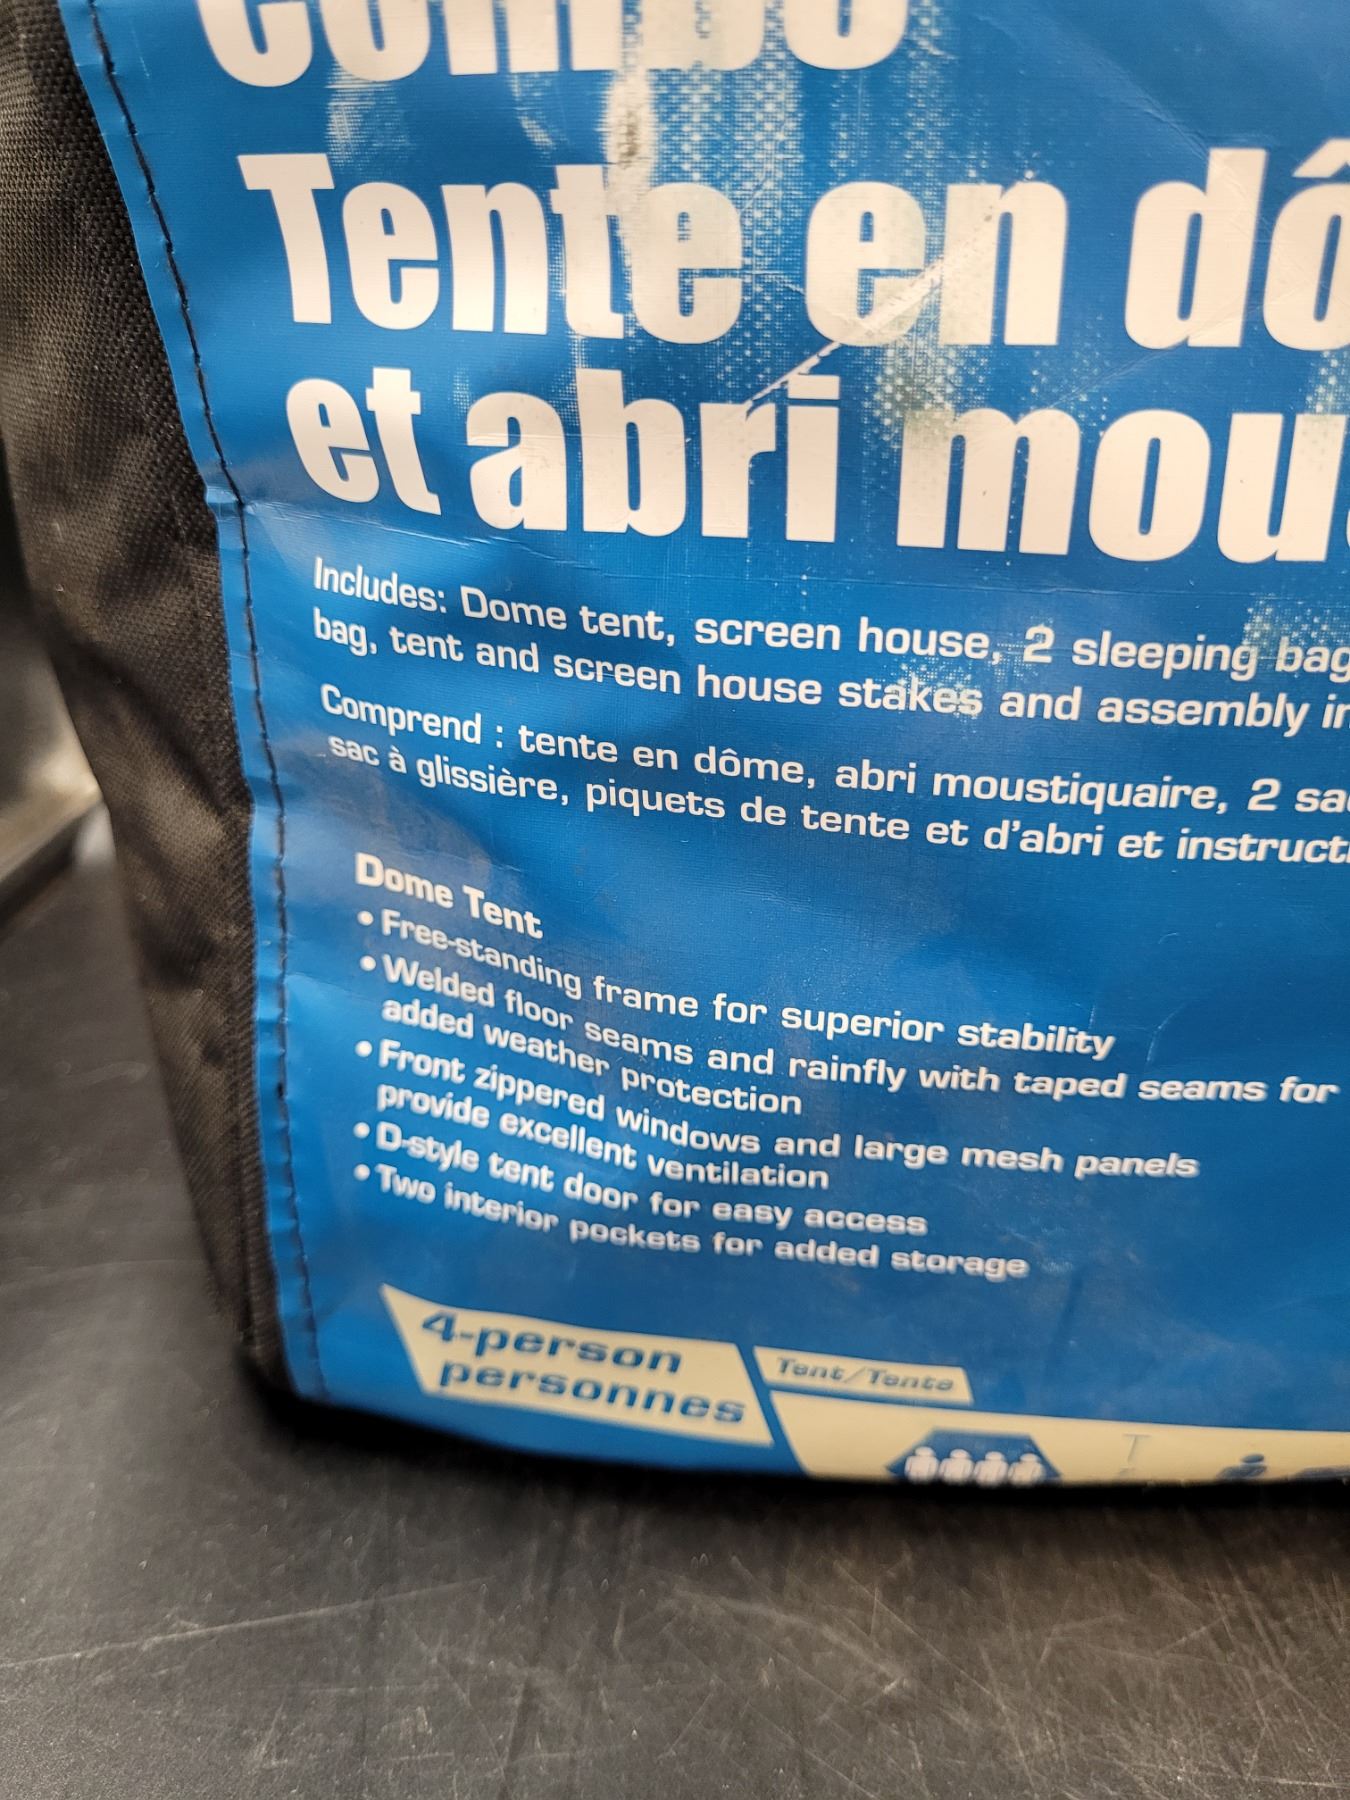 Combo
Tente en dô
et abri mous
Includes: Dome tent, screen house, 2 sleeping bag
bag, tent and screen house stakes and assembly in
Comprend : tente en dôme, abri moustiquaire, 2 sac
sac à glissière, piquets de tente et d'abri et instructi
Dome Tent
• Free-standing frame for superior stability
• Welded floor seams and rainfly with taped seams for
added weather protection
• Front zippered windows and large mesh panels
provide excellent ventilation
• D-style tent door for easy access
• Two interior pockets for added storage
4-person
personnes
Tent/Tente